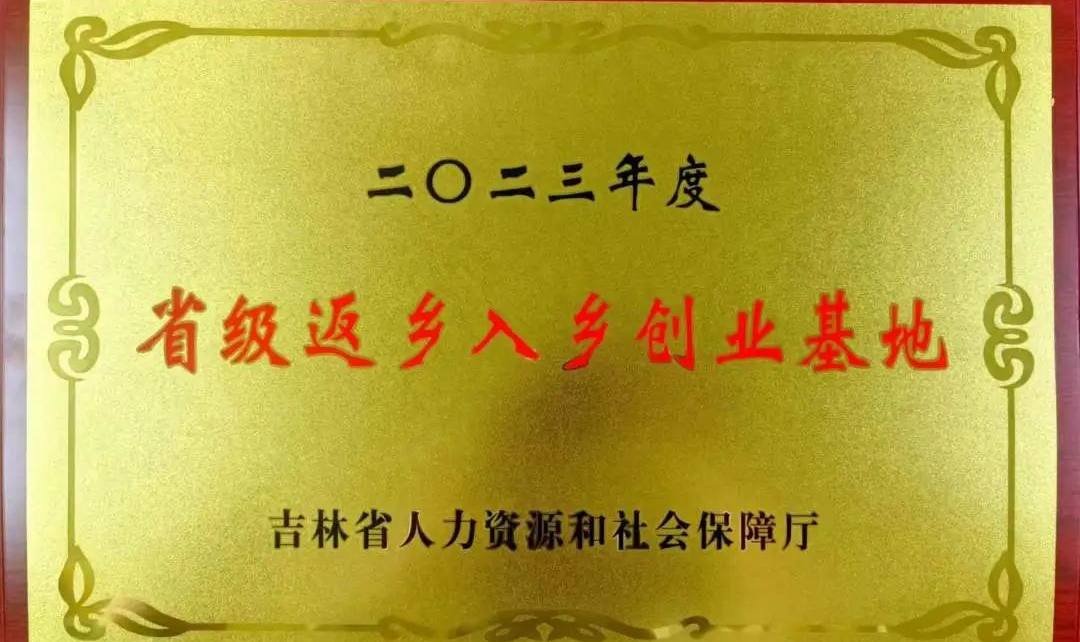 二〇二三年度
省级返乡入乡创业基地
吉林省人力资源和社会保障厅